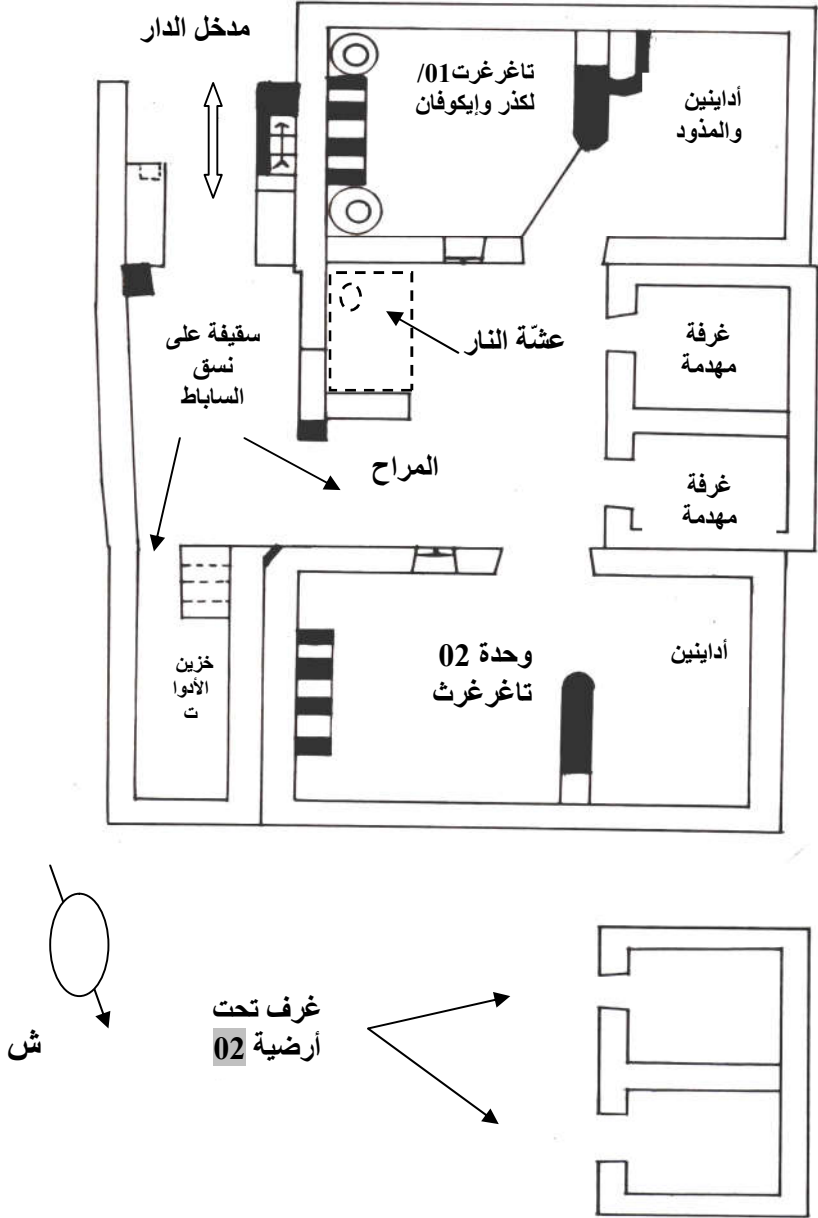 مدخل الدار
تاغرغرت01/
لكذر وإيكوفان
أداينين
والمذود
سقيفة على
نسق
الساباط
عشّة النار
غرفة
مهدمة
المراح
غرفة
مهدمة
وحدة 02
تاغرغرث
أداينين
خزين
الأدوا
ت
غرف تحت
أرضية 02
ش